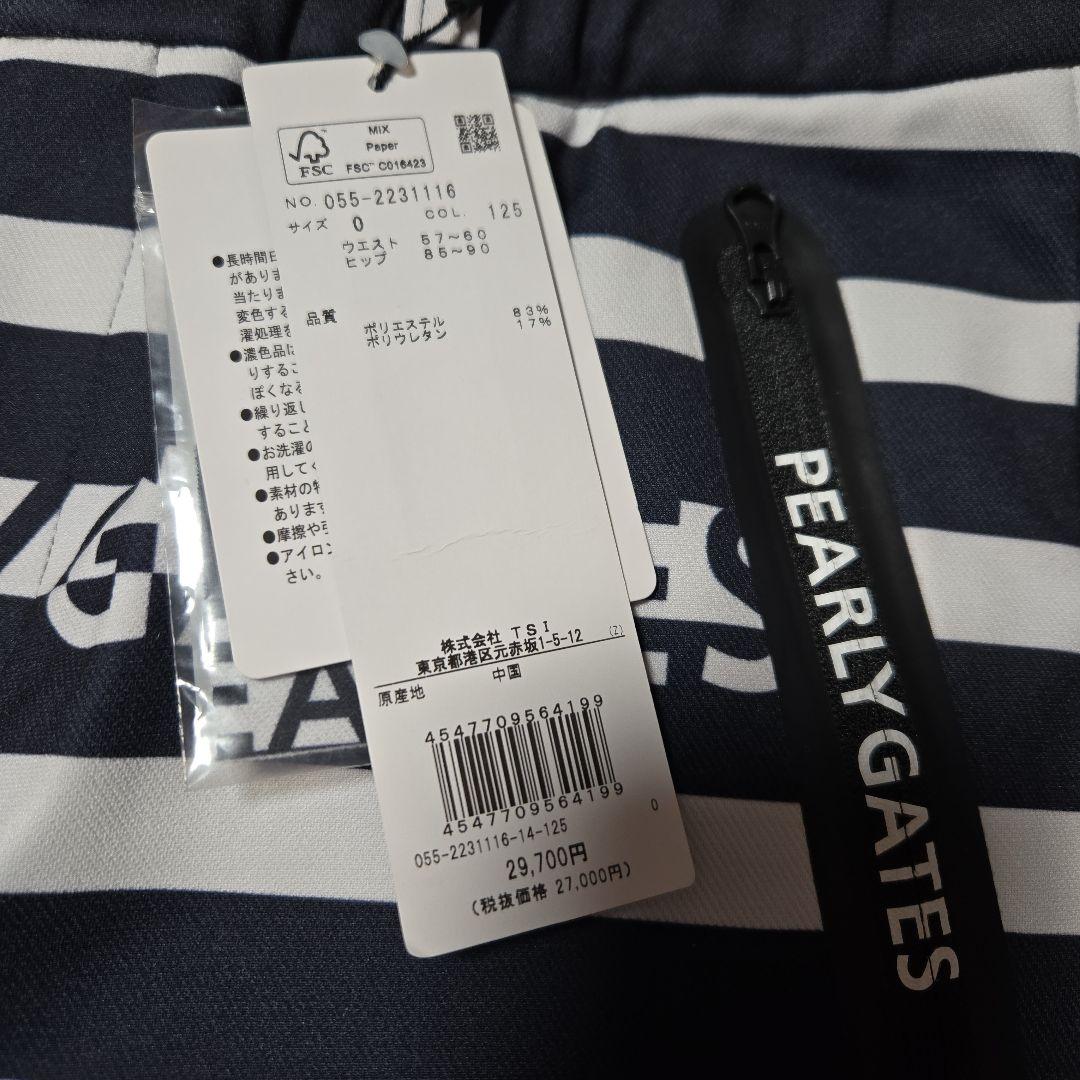 MIX
Paper
FSC™ C016423
FSC™
NO. 055-2231116
サイズ 0 COL. 125
ウエスト 57～60
ヒップ 85～90
品質
ポリエステル 83%
ポリウレタン 17%
株式会社 TSI
東京都港区元赤坂1-5-12 (Z)
原産地 中国
4547709564199
4547709564199
055-2231116-14-125 0
29,700円
(税抜価格 27,000円)
●長時間
がありま
当たりま
変色する
濯処理を
●濃色品に
りするこ
ぽくなる
●繰り返し
すること
●お洗濯の
用してく
●素材の特
あります
●摩擦や引
●アイロン
さい。
PEARLY GATES